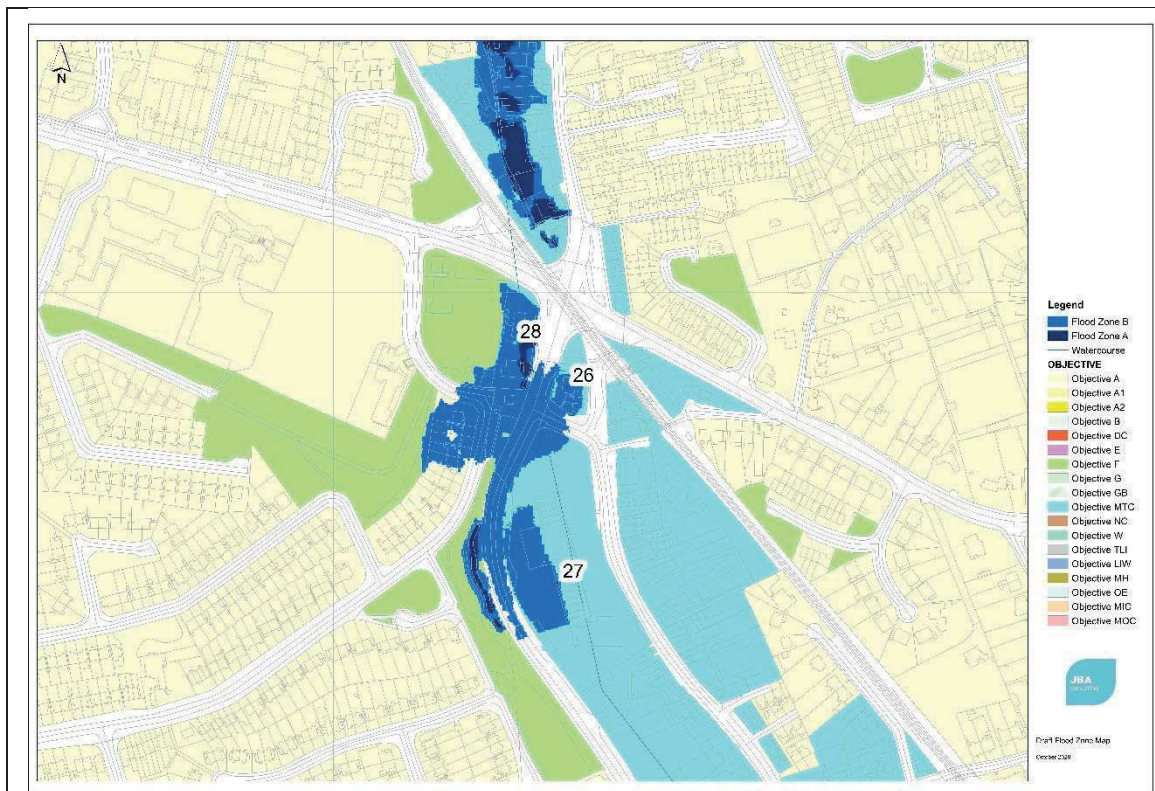 N
28
26
27
Legend
Flood Zone B
Flood Zone A
Watercourse
OBJECTIVE
Objective A
Objective A1
Objective A2
Objective B
Objective DC
Objective E
Objective F
Objective G
Objective GB
Objective MTC
Objective NC
Objective W
Objective TLI
Objective LIW
Objective MH
Objective OE
Objective MIC
Objective MOC
JBA
consulting
Draft Flood Zone Map
October 2020